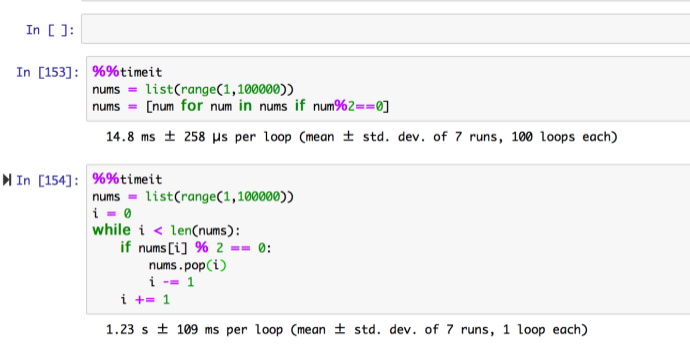 In [ ]:
In [153]: %%timeit
nums = list(range(1,100000))
nums = [num for num in nums if num%2==0]
14.8 ms ± 258 µs per loop (mean ± std. dev. of 7 runs, 100 loops each)
In [154]: %%timeit
nums = list(range(1,100000))
i = 0
while i < len(nums):
    if nums[i] % 2 == 0:
        nums.pop(i)
        i -= 1
    i += 1
1.23 s ± 109 ms per loop (mean ± std. dev. of 7 runs, 1 loop each)